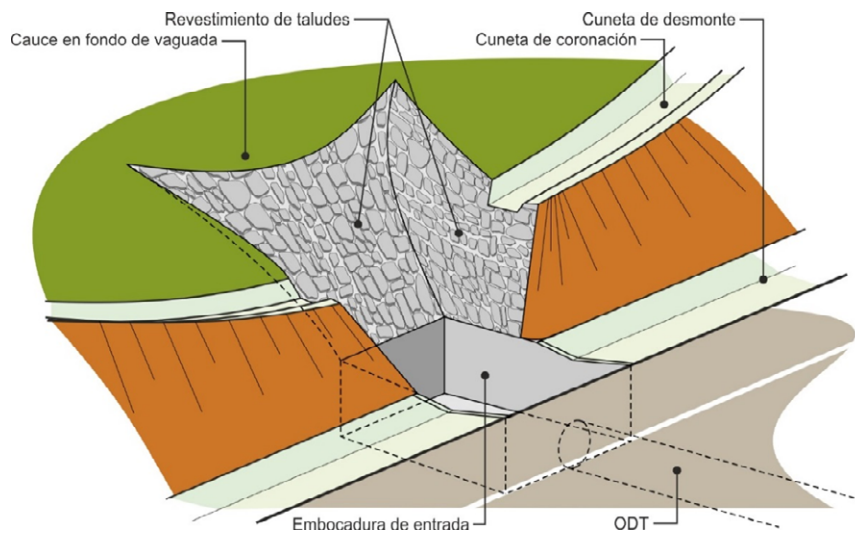 Revestimiento de taludes
Cuneta de desmonte
Cauce en fondo de vaguada
Cuneta de coronación
Embocadura de entrada
ODT